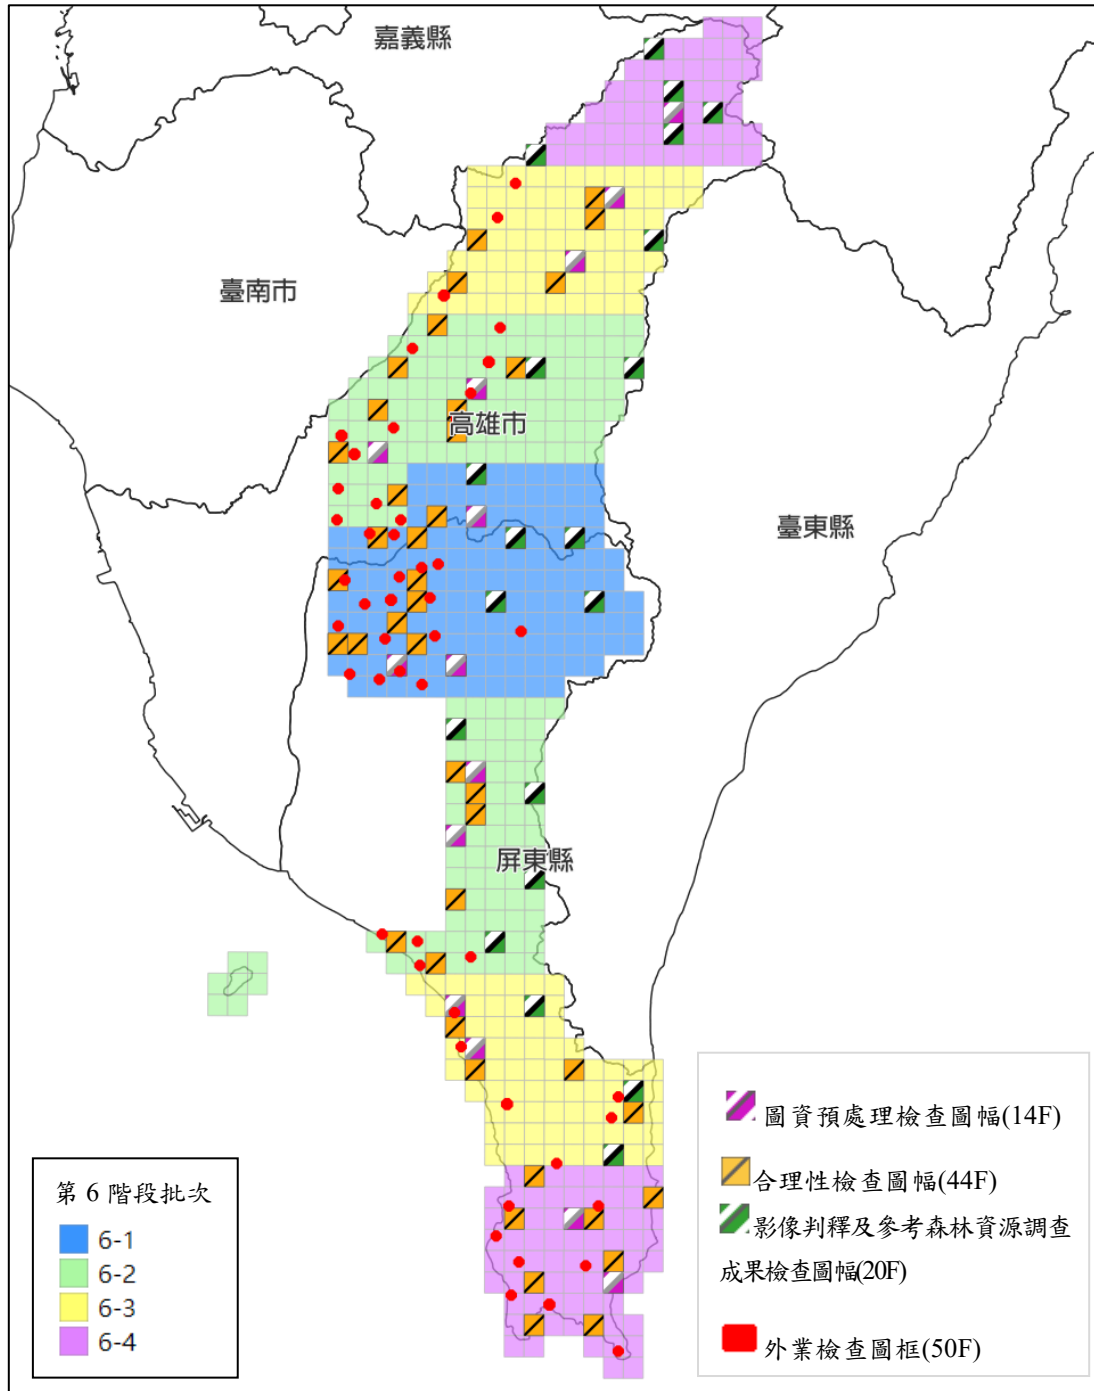 嘉義縣
臺南市
高雄市
臺東縣
屏東縣
第 6 階段批次
6-1
6-2
6-3
6-4
圖資預處理檢查圖幅(14F)
合理性檢查圖幅(44F)
影像判釋及參考森林資源調查
成果檢查圖幅(20F)
外業檢查圖框(50F)